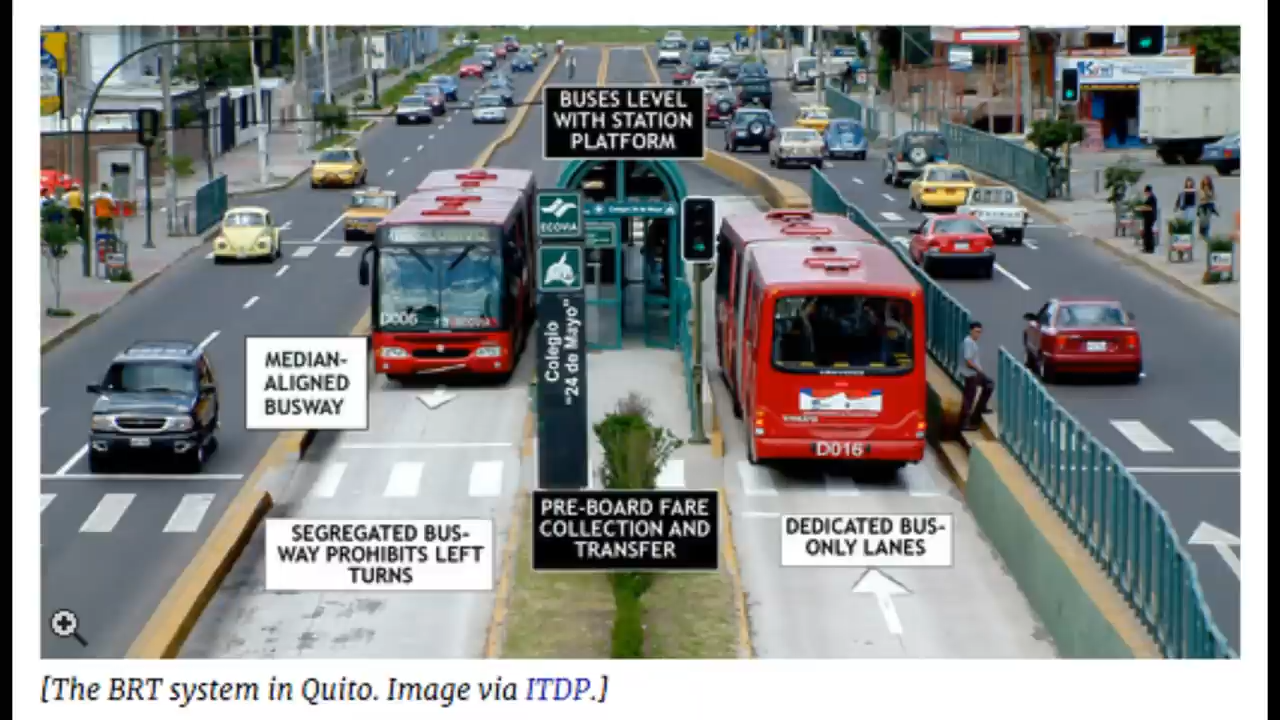 BUSES LEVEL
WITH STATION
PLATFORM
ECOVIA
Colegio
"24 de Mayo"
D006
D016
MEDIAN-
ALIGNED
BUSWAY
SEGREGATED BUS-
WAY PROHIBITS LEFT
TURNS
PRE-BOARD FARE
COLLECTION AND
TRANSFER
DEDICATED BUS-
ONLY LANES
[The BRT system in Quito. Image via ITDP.]